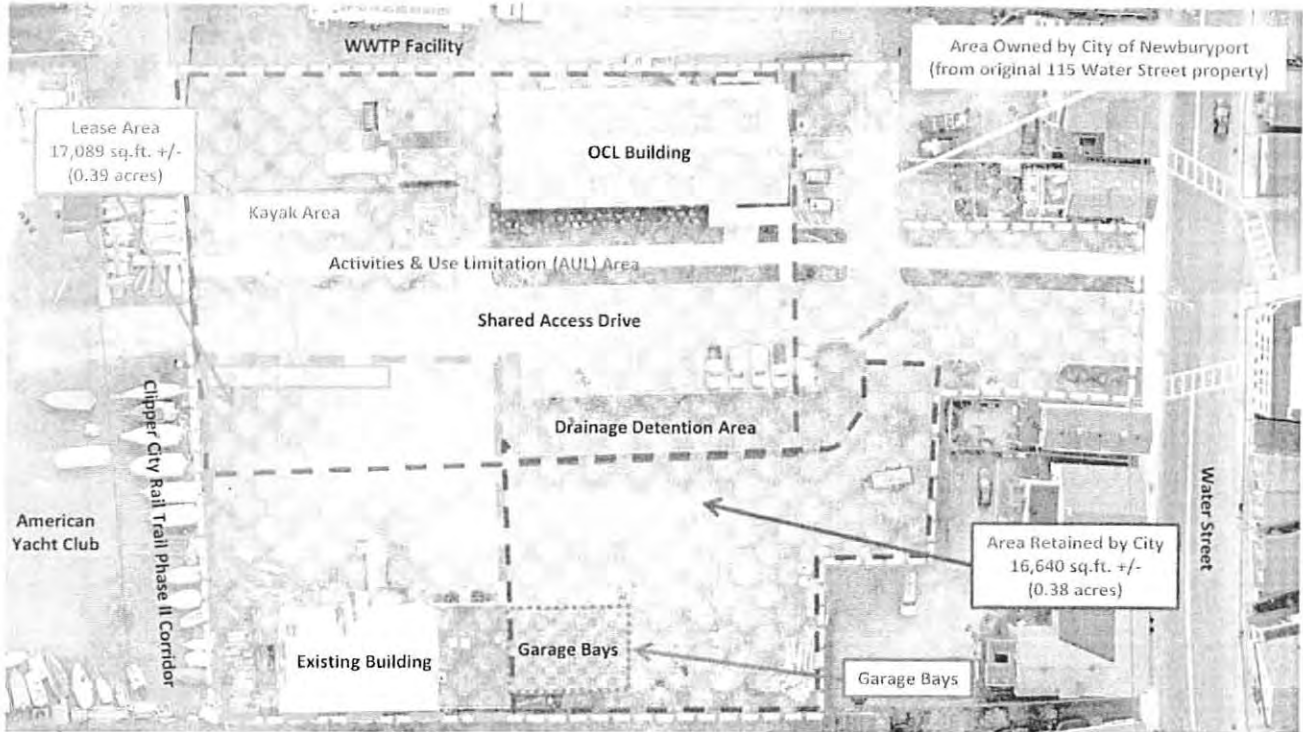 WWTP Facility
Area Owned by City of Newburyport
(from original 115 Water Street property)
Lease Area
17,089 sq.ft. +/-
(0.39 acres)
OCL Building
Kayak Area
Activities & Use Limitation (AUL) Area
Shared Access Drive
Drainage Detention Area
Clipper City Rail Trail Phase II Corridor
American
Yacht Club
Water Street
Area Retained by City
16,640 sq.ft. +/-
(0.38 acres)
Existing Building
Garage Bays
Garage Bays